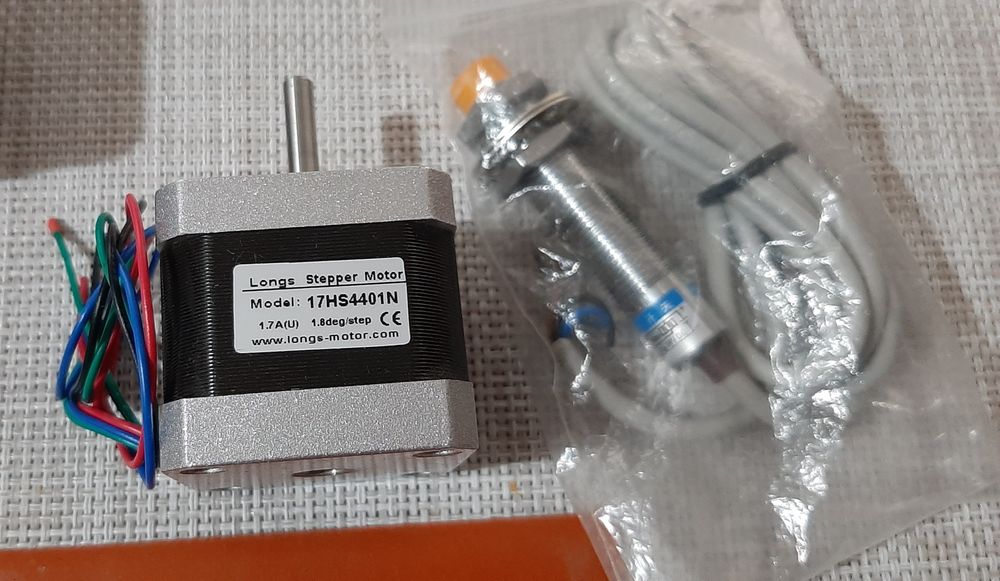 Longs Stepper Motor
Model: 17HS4401N
1.7A(U) 1.8deg/step CE
www.longs-motor.com